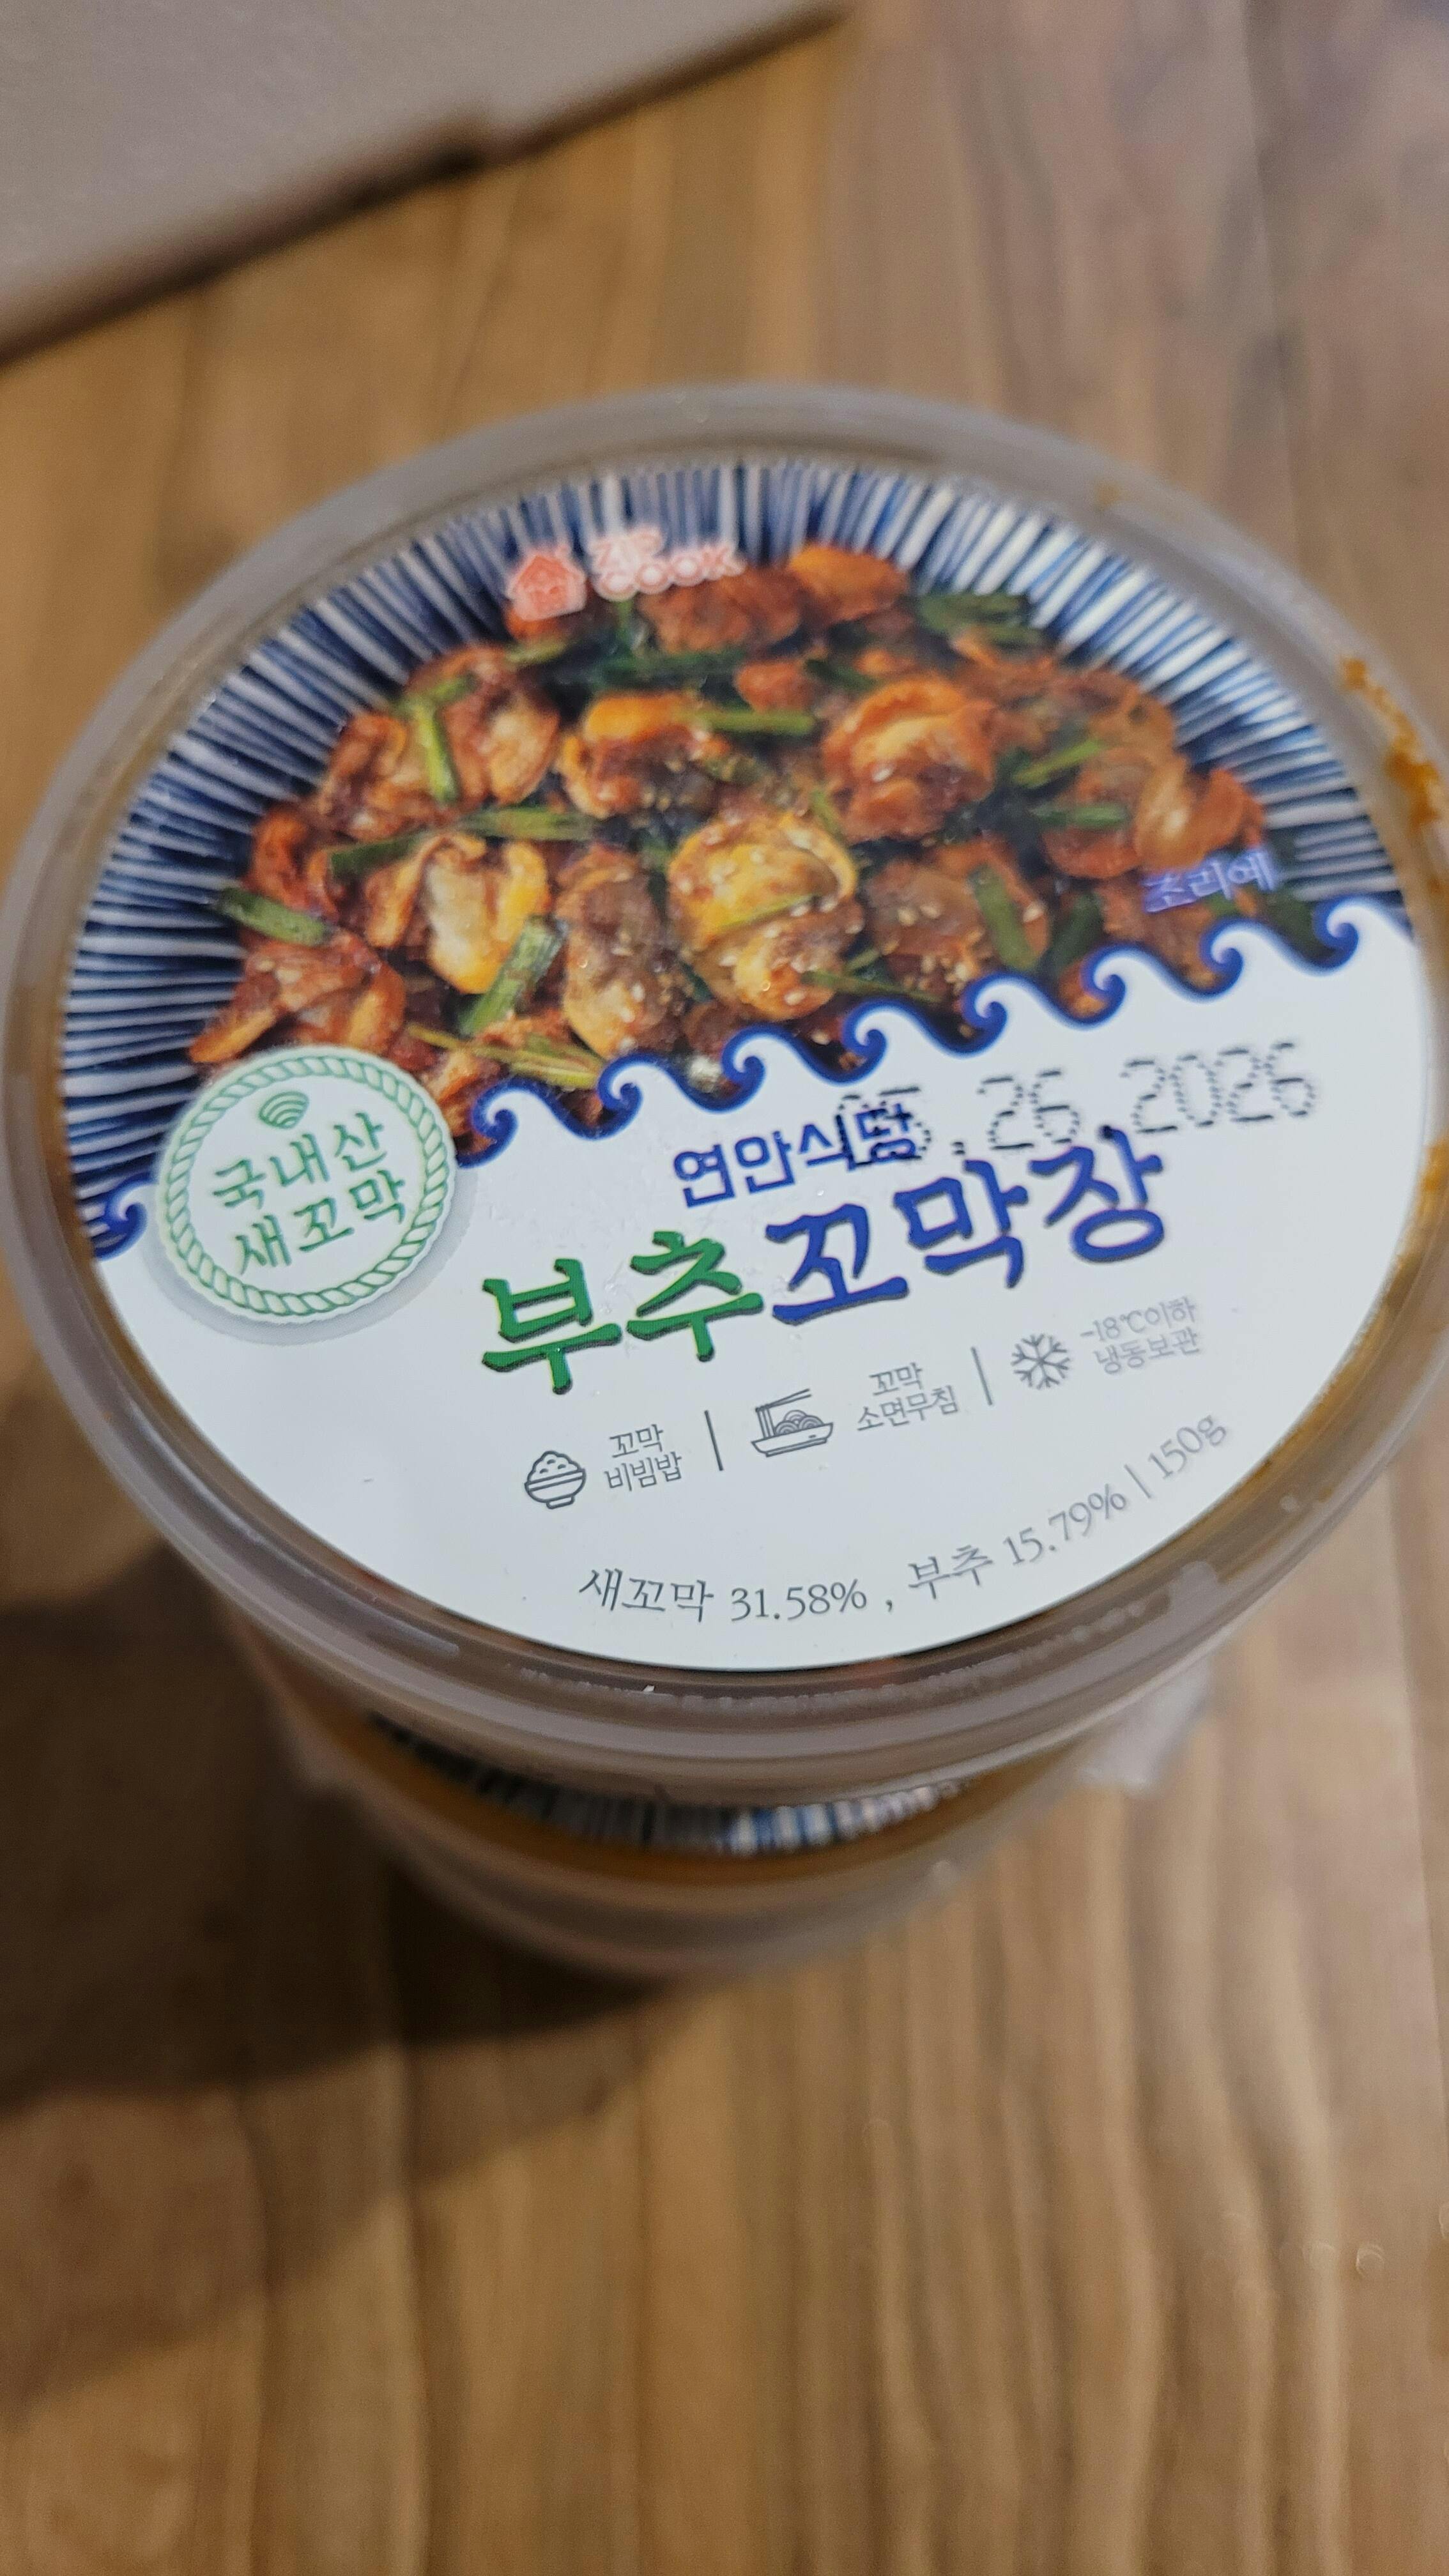 ZIP
COOK
조리예
국내산
새꼬막
05.26.2026
연안식당
부추꼬막장
꼬막
비빔밥
꼬막
소면무침
-18℃이하
냉동보관
새꼬막 31.58% , 부추 15.79% | 150g